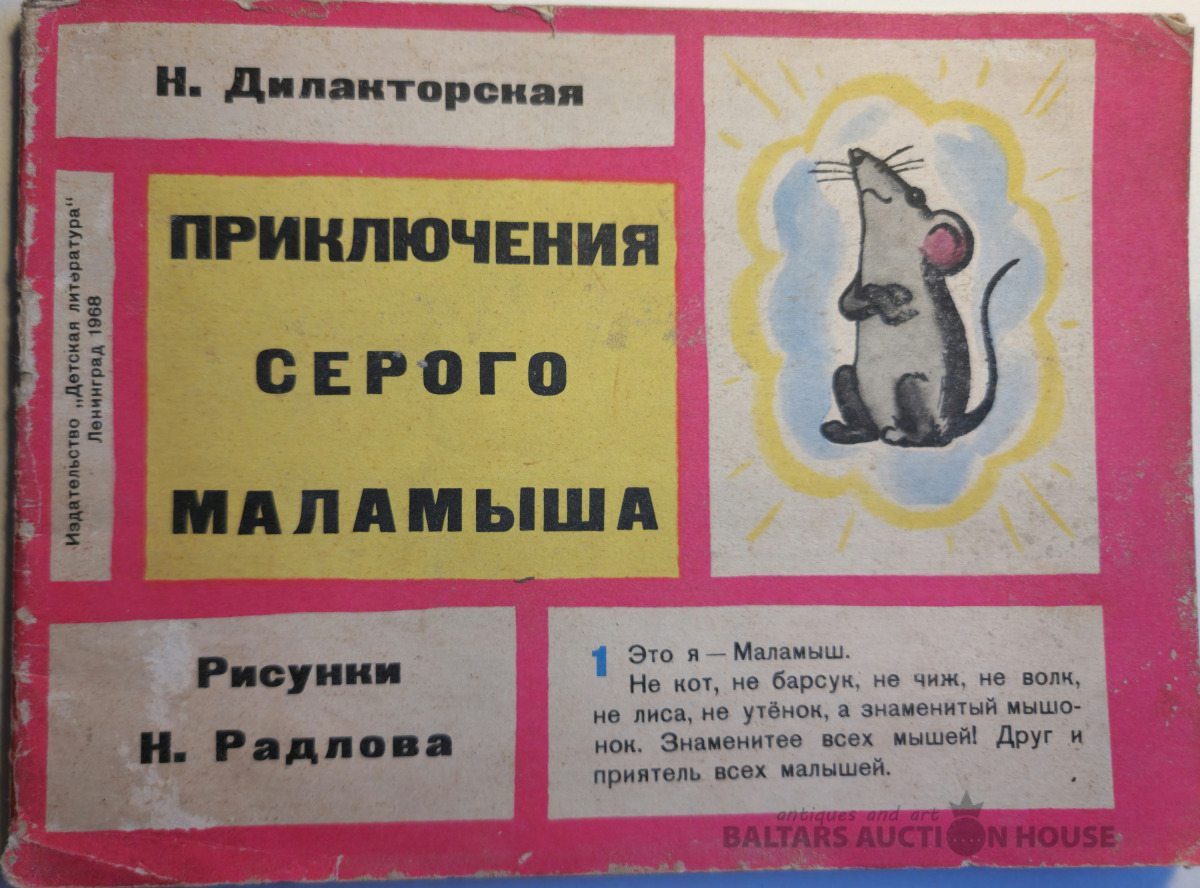 Н. Дилакторская
Издательство „Детская литература"
Ленинград 1968
ПРИКЛЮЧЕНИЯ
СЕРОГО
МАЛАМЫША
Рисунки
Н. Радлова
1 Это я — Маламыш.
Не кот, не барсук, не чиж, не волк,
не лиса, не утёнок, а знаменитый мышо-
нок. Знаменитее всех мышей! Друг и
приятель всех малышей.
antiques and art
BALTARS AUCTION HOUSE